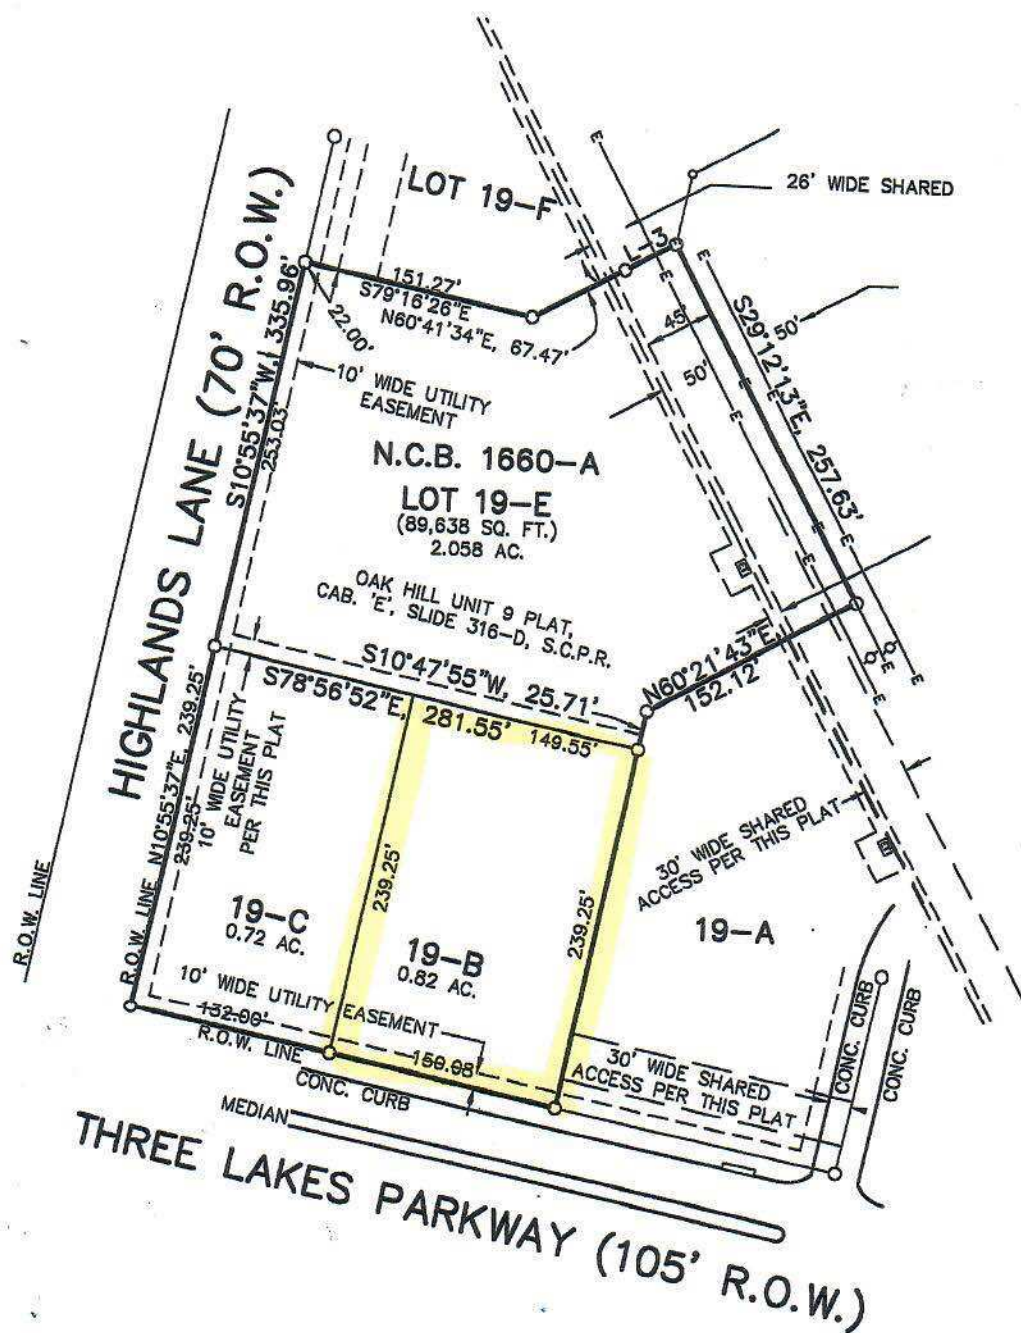 LOT 19-F
26' WIDE SHARED
L-3
151.27'
S79°16'26"E
N60°41'34"E, 67.47'
22.00'
45'
50'
50'
S29°12'13"E, 257.63'
E
E
E
E
E
E
E
E
E
E
E
E
HIGHLANDS LANE (70' R.O.W.)
S10°55'37"W, 335.96'
253.03'
10' WIDE UTILITY
EASEMENT
N.C.B. 1660-A
LOT 19-E
(89,638 SQ. FT.)
2.058 AC.
OAK HILL UNIT 9 PLAT,
CAB. 'E', SLIDE 316-D, S.C.P.R.
S10°47'55"W, 25.71'
S78°56'52"E, 281.55'
149.55'
N60°21'43"E
152.12'
R.O.W. LINE
R.O.W. LINE N10°55'37"E, 239.25'
239.25'
10' WIDE UTILITY
EASEMENT
PER THIS PLAT
239.25'
239.25'
30' WIDE SHARED
ACCESS PER THIS PLAT
19-C
0.72 AC.
19-B
0.82 AC.
19-A
10' WIDE UTILITY EASEMENT
132.00'
R.O.W. LINE
150.08'
CONC. CURB
30' WIDE SHARED
ACCESS PER THIS PLAT
CONC. CURB
CONC. CURB
MEDIAN
THREE LAKES PARKWAY (105' R.O.W.)